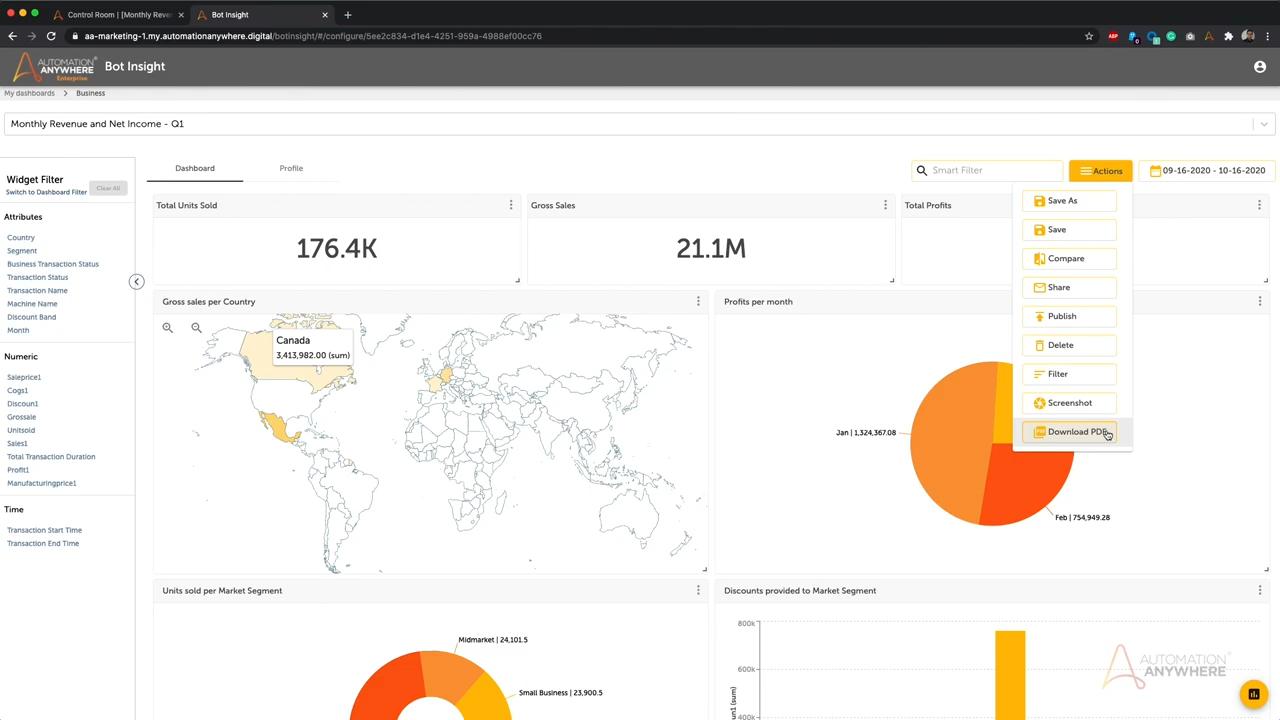 Control Room | [Monthly Reve
Bot Insight
aa-marketing-1.my.automationanywhere.digital/botinsight/#/configure/5ee2c834-d1e4-4251-959a-4988ef00cc76
ABP
AUTOMATION
ANYWHERE
Enterprise
Bot Insight
My dashboards > Business
Monthly Revenue and Net Income - Q1
Widget Filter
Switch to Dashboard Filter
Clear All
Attributes
Country
Segment
Business Transaction Status
Transaction Status
Transaction Name
Machine Name
Discount Band
Month
Numeric
Saleprice1
Cogs1
Discoun1
Grossale
Unitsold
Sales1
Total Transaction Duration
Profit1
Manufacturingprice1
Time
Transaction Start Time
Transaction End Time
Dashboard
Profile
Smart Filter
Actions
09-16-2020 - 10-16-2020
Save As
Save
Compare
Share
Publish
Delete
Filter
Screenshot
Download PDF
Total Units Sold
176.4K
Gross Sales
21.1M
Total Profits
Gross sales per Country
Canada
3,413,982.00 (sum)
Profits per month
Jan | 1,324,367.08
Feb | 754,949.28
Units sold per Market Segment
Midmarket | 24,101.5
Small Business | 23,900.5
Discounts provided to Market Segment
800k
600k
400k
oun1 (sum)
AUTOMATION
ANYWHERE